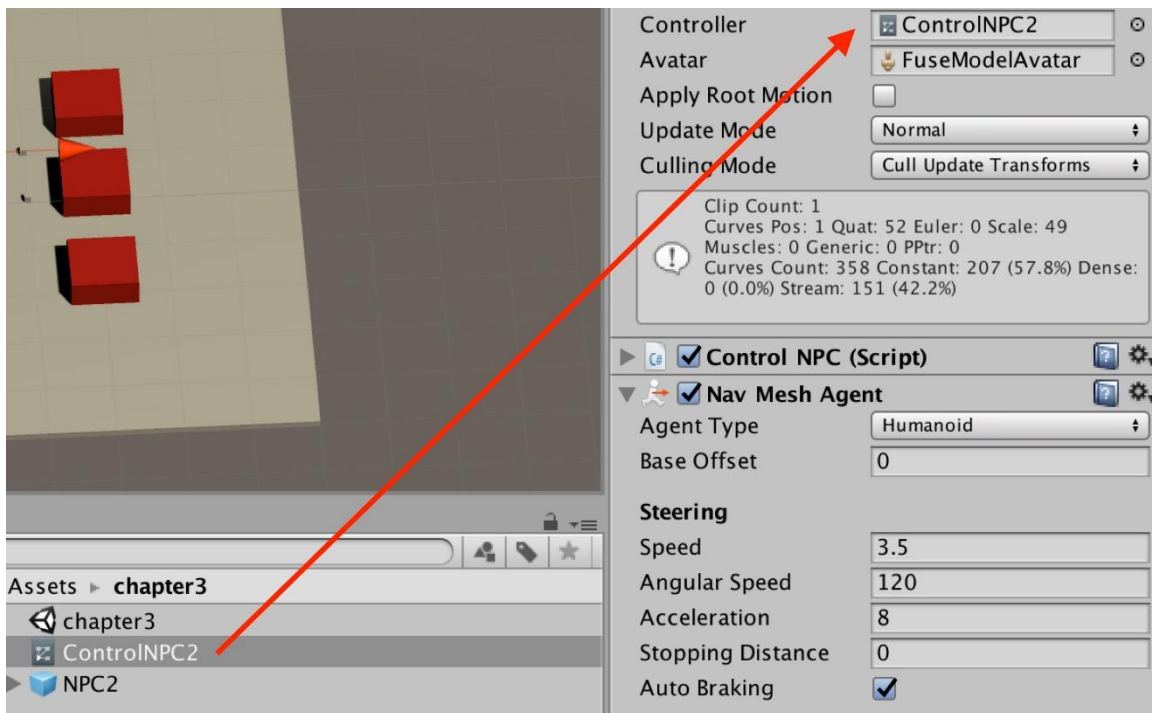 Controller ControlNPC2
Avatar FuseModelAvatar
Apply Root Motion
Update Mode Normal
Culling Mode Cull Update Transforms
Clip Count: 1
Curves Pos: 1 Quat: 52 Euler: 0 Scale: 49
Muscles: 0 Generic: 0 PPtr: 0
Curves Count: 358 Constant: 207 (57.8%) Dense:
0 (0.0%) Stream: 151 (42.2%)
C# Control NPC (Script)
Nav Mesh Agent
Agent Type Humanoid
Base Offset 0
Steering
Speed 3.5
Angular Speed 120
Acceleration 8
Stopping Distance 0
Auto Braking
Assets ▸ chapter3
chapter3
ControlNPC2
NPC2